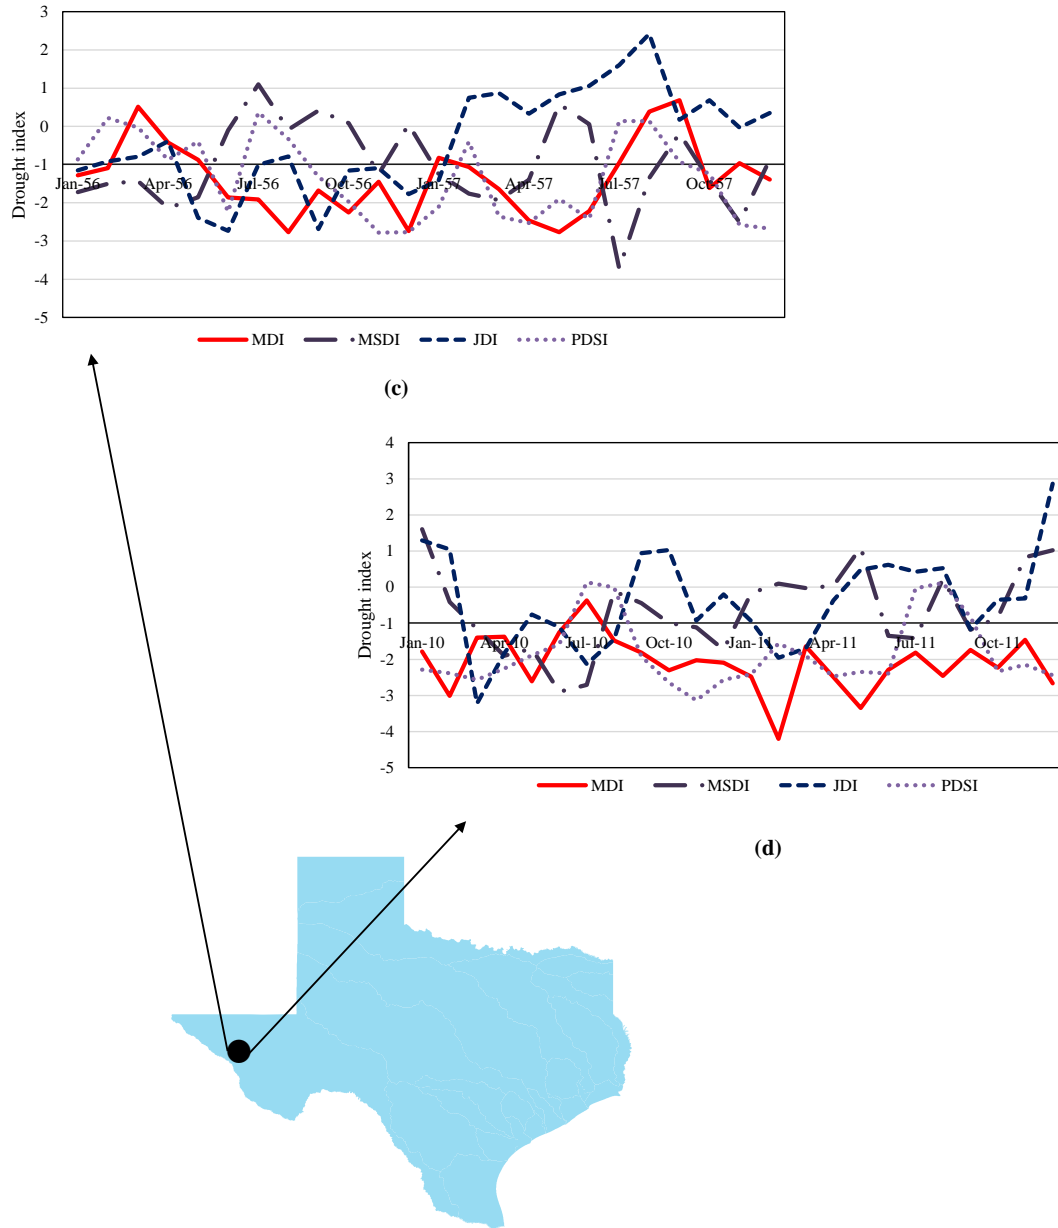 3
2
1
0
-1
-2
-3
-4
-5
Drought index
Jan-56 Apr-56 Jul-56 Oct-56 Jan-57 Apr-57 Jul-57 Oct-57
MDI MSDI JDI PDSI
(c)
4
3
2
1
0
-1
-2
-3
-4
-5
Drought index
Jan-10 Apr-10 Jul-10 Oct-10 Jan-11 Apr-11 Jul-11 Oct-11
MDI MSDI JDI PDSI
(d)